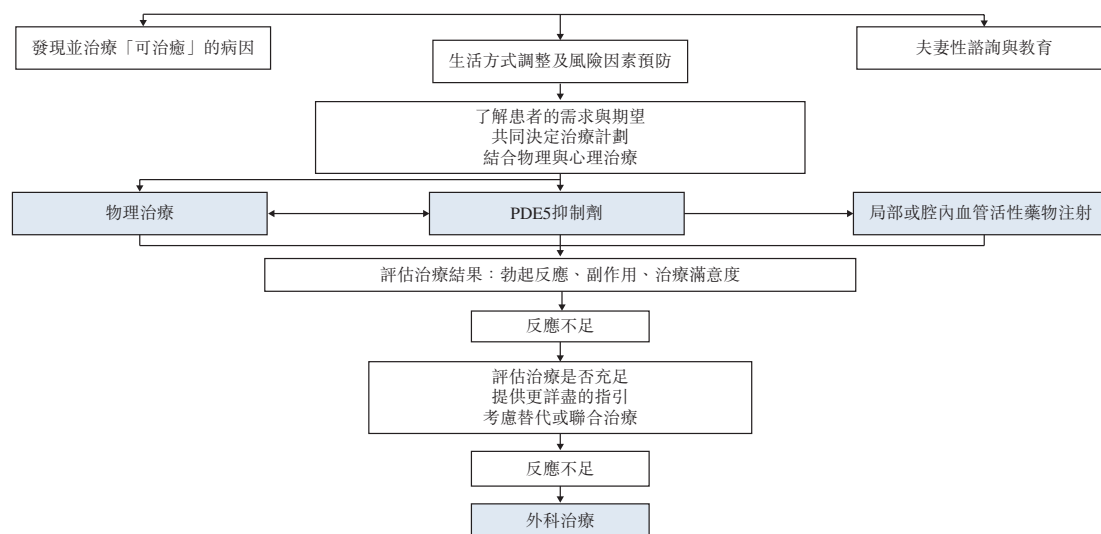 發現並治療「可治癒」的病因
生活方式調整及風險因素預防
夫妻性諮詢與教育
了解患者的需求與期望
共同決定治療計劃
結合物理與心理治療
物理治療
PDE5抑制劑
局部或腔內血管活性藥物注射
評估治療結果：勃起反應、副作用、治療滿意度
反應不足
評估治療是否充足
提供更詳盡的指引
考慮替代或聯合治療
反應不足
外科治療